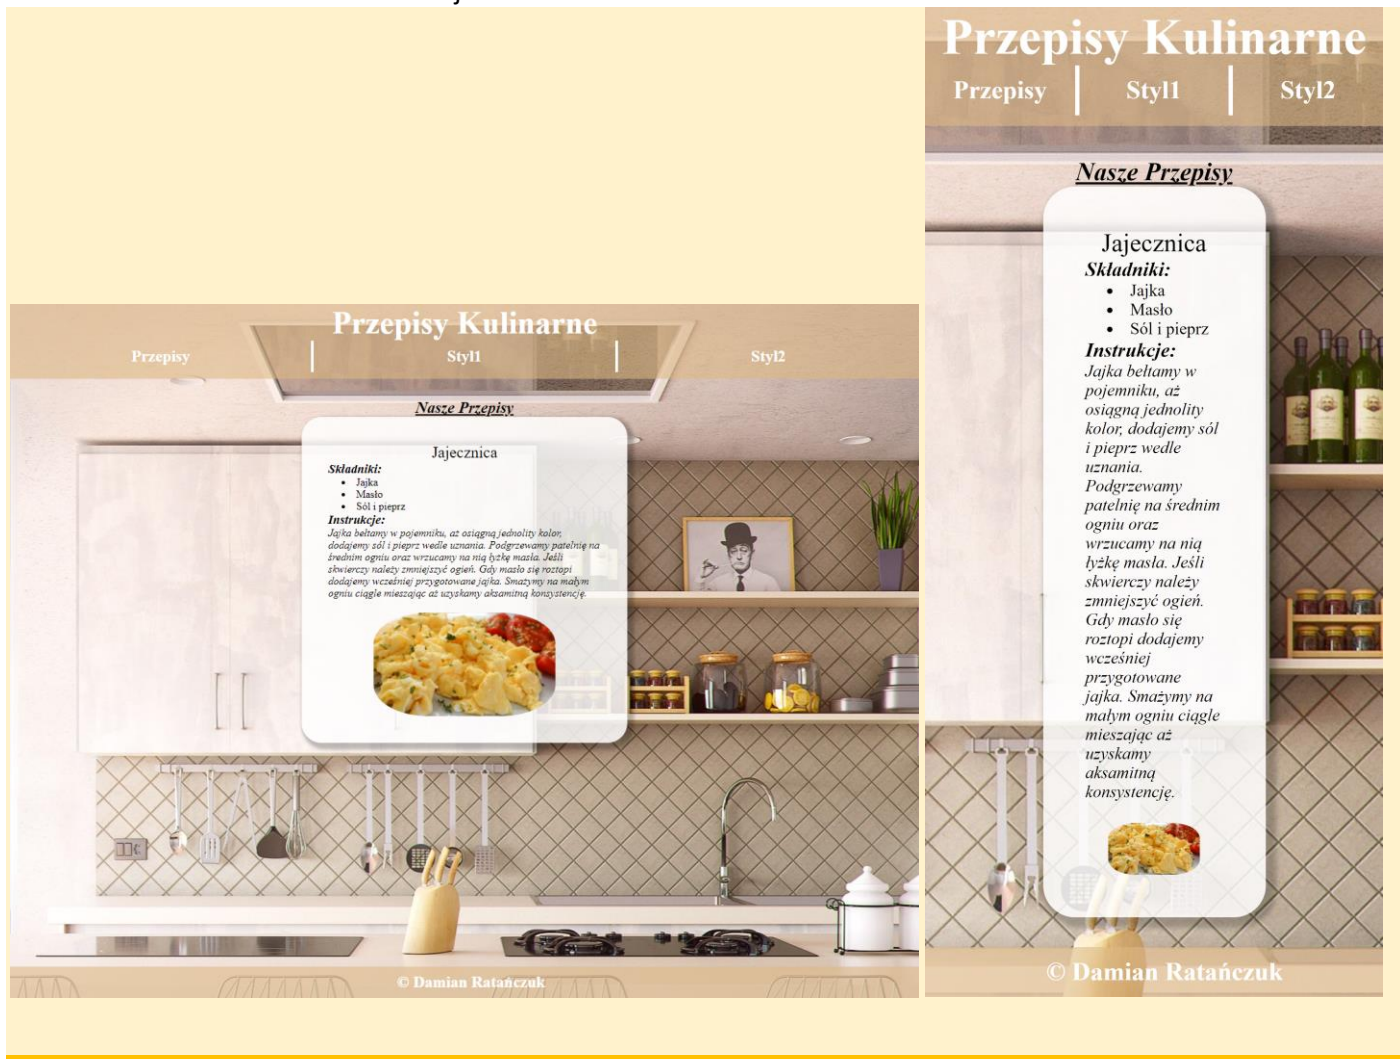 Przepisy Kulinarne
Przepisy
Styl1
Styl2
Nasze Przepisy
Jajecznica
Składniki:
• Jajka
• Masło
• Sól i pieprz
Instrukcje:
Jajka bełtamy w pojemniku, aż osiągną jednolity kolor,
dodajemy sól i pieprz wedle uznania. Podgrzewamy patelnię na
średnim ogniu oraz wrzucamy na nią łyżkę masła. Jeśli
skwierczy należy zmniejszyć ogień. Gdy masło się roztopi
dodajemy wcześniej przygotowane jajka. Smażymy na małym
ogniu ciągle mieszając aż uzyskamy aksamitną konsystencję.
© Damian Ratańczuk
Przepisy Kulinarne
Przepisy
Styl1
Styl2
Nasze Przepisy
Jajecznica
Składniki:
• Jajka
• Masło
• Sól i pieprz
Instrukcje:
Jajka bełtamy w
pojemniku, aż
osiągną jednolity
kolor, dodajemy sól
i pieprz wedle
uznania.
Podgrzewamy
patelnię na średnim
ogniu oraz
wrzucamy na nią
łyżkę masła. Jeśli
skwierczy należy
zmniejszyć ogień.
Gdy masło się
roztopi dodajemy
wcześniej
przygotowane
jajka. Smażymy na
małym ogniu ciągle
mieszając aż
uzyskamy
aksamitną
konsystencję.
© Damian Ratańczuk